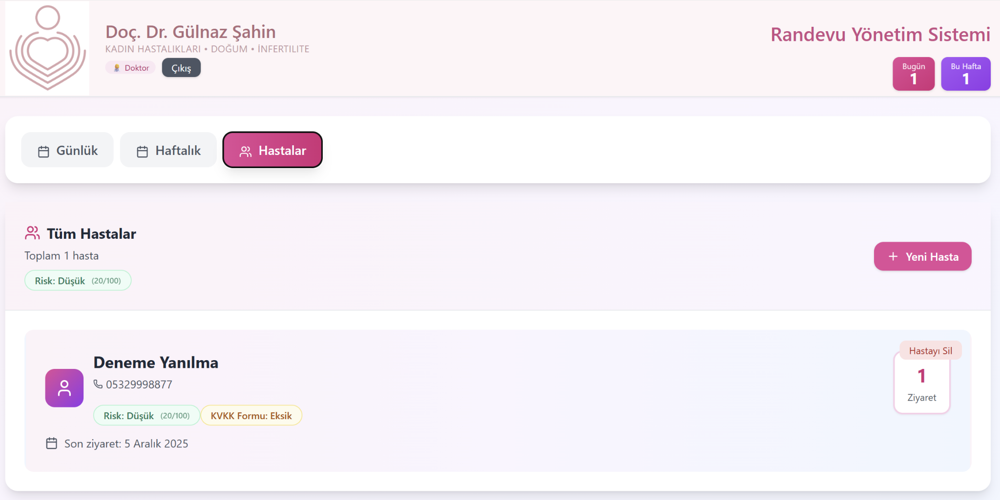 Doç. Dr. Gülnaz Şahin
KADIN HASTALIKLARI • DOĞUM • İNFERTILITE
Doktor
Çıkış
Randevu Yönetim Sistemi
Bugün
1
Bu Hafta
1
Günlük
Haftalık
Hastalar
Tüm Hastalar
Toplam 1 hasta
Risk: Düşük (20/100)
+ Yeni Hasta
Deneme Yanılma
05329998877
Risk: Düşük (20/100)
KVKK Formu: Eksik
Son ziyaret: 5 Aralık 2025
Hastayı Sil
1
Ziyaret